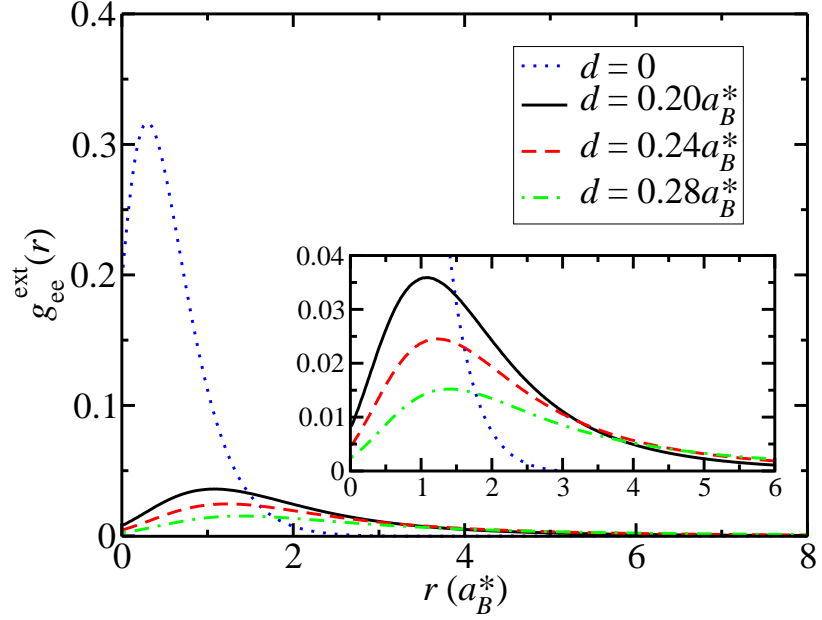 0.4
0.3
0.2
0.1
0
g_ee^ext(r)
d = 0
d = 0.20a_B^*
d = 0.24a_B^*
d = 0.28a_B^*
0.04
0.03
0.02
0.01
0
0 1 2 3 4 5 6
0 2 4 6 8
r (a_B^*)